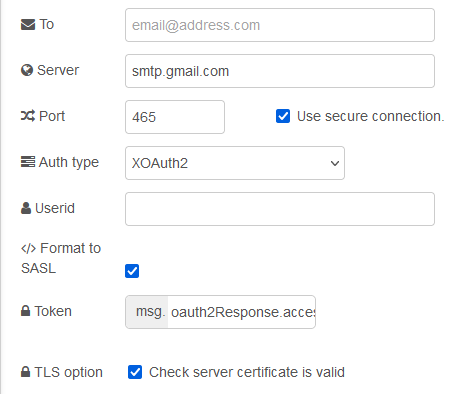 To email@address.com
Server smtp.gmail.com
Port 465 Use secure connection.
Auth type XOAuth2
Userid
</> Format to
SASL
Token msg. oauth2Response.acces
TLS option Check server certificate is valid